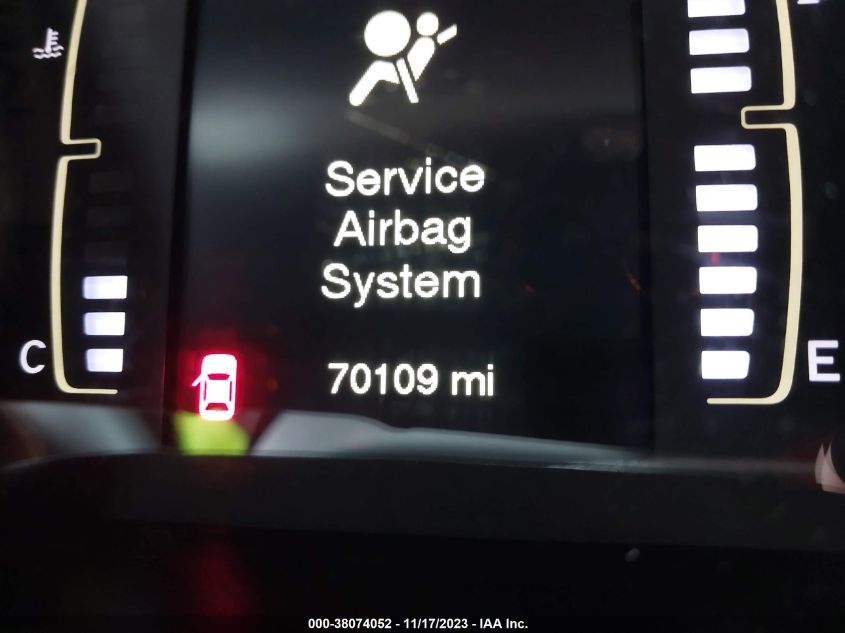 Service
Airbag
System
C
70109 mi
E
000-38074052 - 11/17/2023 - IAA Inc.